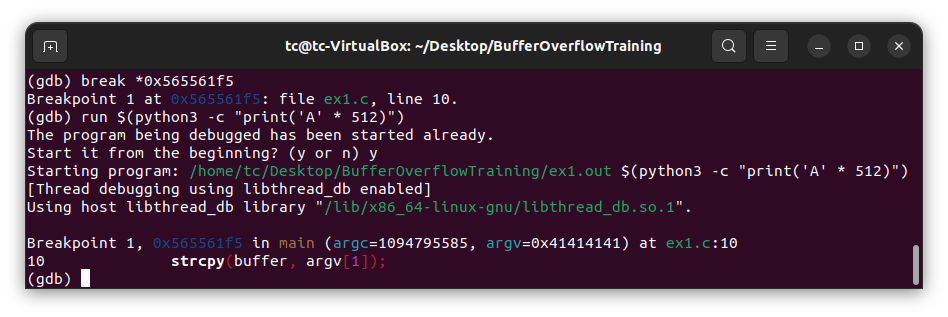 tc@tc-VirtualBox: ~/Desktop/BufferOverflowTraining
(gdb) break *0x565561f5
Breakpoint 1 at 0x565561f5: file ex1.c, line 10.
(gdb) run $(python3 -c "print('A' * 512)")
The program being debugged has been started already.
Start it from the beginning? (y or n) y
Starting program: /home/tc/Desktop/BufferOverflowTraining/ex1.out $(python3 -c "print('A' * 512)")
[Thread debugging using libthread_db enabled]
Using host libthread_db library "/lib/x86_64-linux-gnu/libthread_db.so.1".
Breakpoint 1, 0x565561f5 in main (argc=1094795585, argv=0x41414141) at ex1.c:10
10 strcpy(buffer, argv[1]);
(gdb)